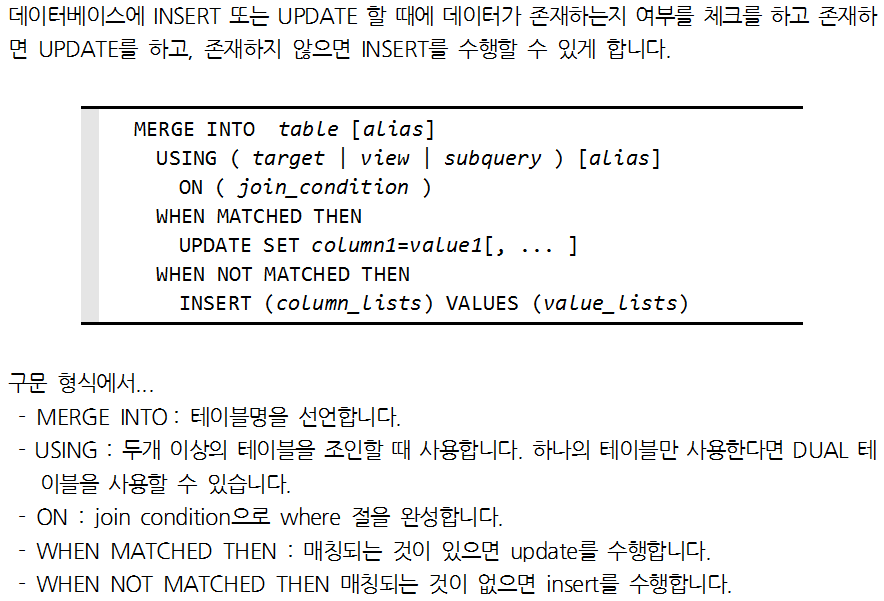 데이터베이스에 INSERT 또는 UPDATE 할 때에 데이터가 존재하는지 여부를 체크를 하고 존재하
면 UPDATE를 하고, 존재하지 않으면 INSERT를 수행할 수 있게 합니다.
MERGE INTO table [alias]
USING ( target | view | subquery ) [alias]
ON ( join_condition )
WHEN MATCHED THEN
UPDATE SET column1=value1[, ... ]
WHEN NOT MATCHED THEN
INSERT (column_lists) VALUES (value_lists)
구문 형식에서...
- MERGE INTO : 테이블명을 선언합니다.
- USING : 두개 이상의 테이블을 조인할 때 사용합니다. 하나의 테이블만 사용한다면 DUAL 테
이블을 사용할 수 있습니다.
- ON : join condition으로 where 절을 완성합니다.
- WHEN MATCHED THEN : 매칭되는 것이 있으면 update를 수행합니다.
- WHEN NOT MATCHED THEN 매칭되는 것이 없으면 insert를 수행합니다.